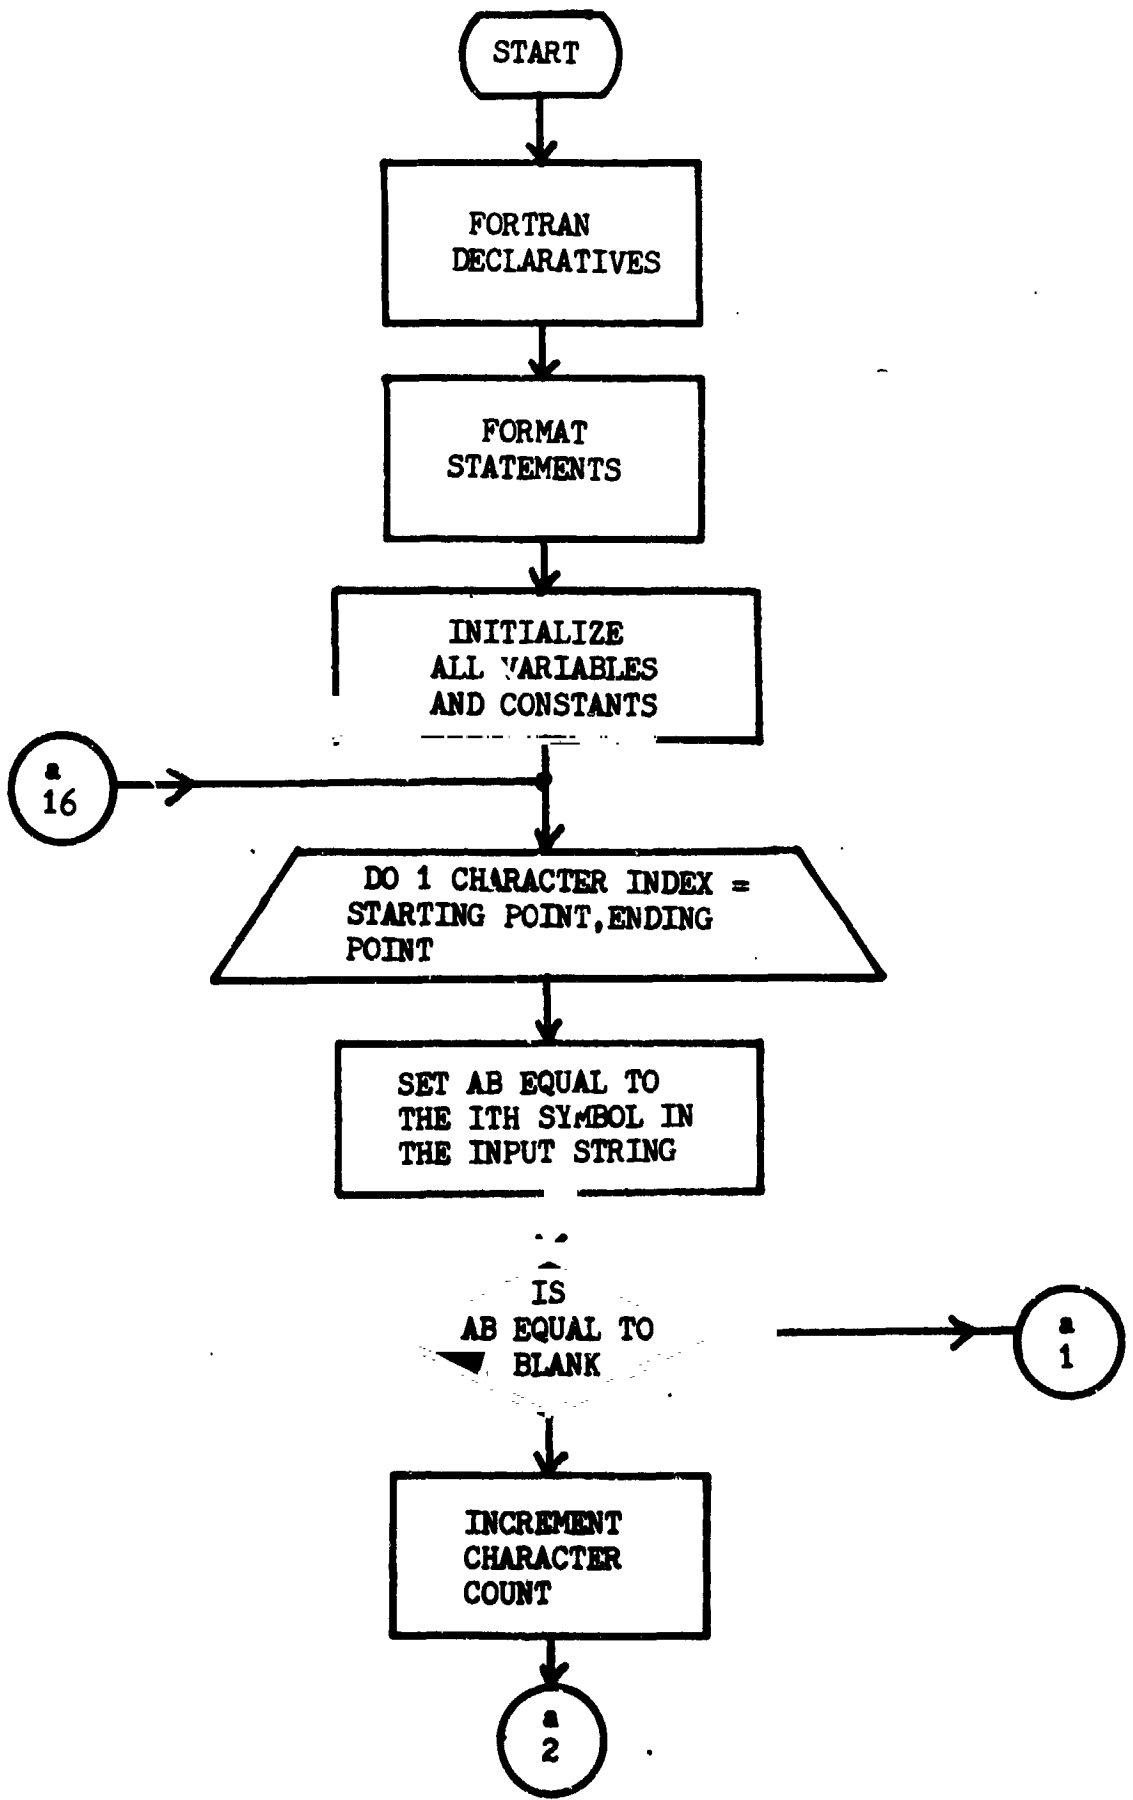 START
FORTRAN
DECLARATIVES
FORMAT
STATEMENTS
INITIALIZE
ALL VARIABLES
AND CONSTANTS
a
16
DO 1 CHARACTER INDEX =
STARTING POINT,ENDING
POINT
SET AB EQUAL TO
THE ITH SYMBOL IN
THE INPUT STRING
IS
AB EQUAL TO
BLANK
a
1
INCREMENT
CHARACTER
COUNT
a
2